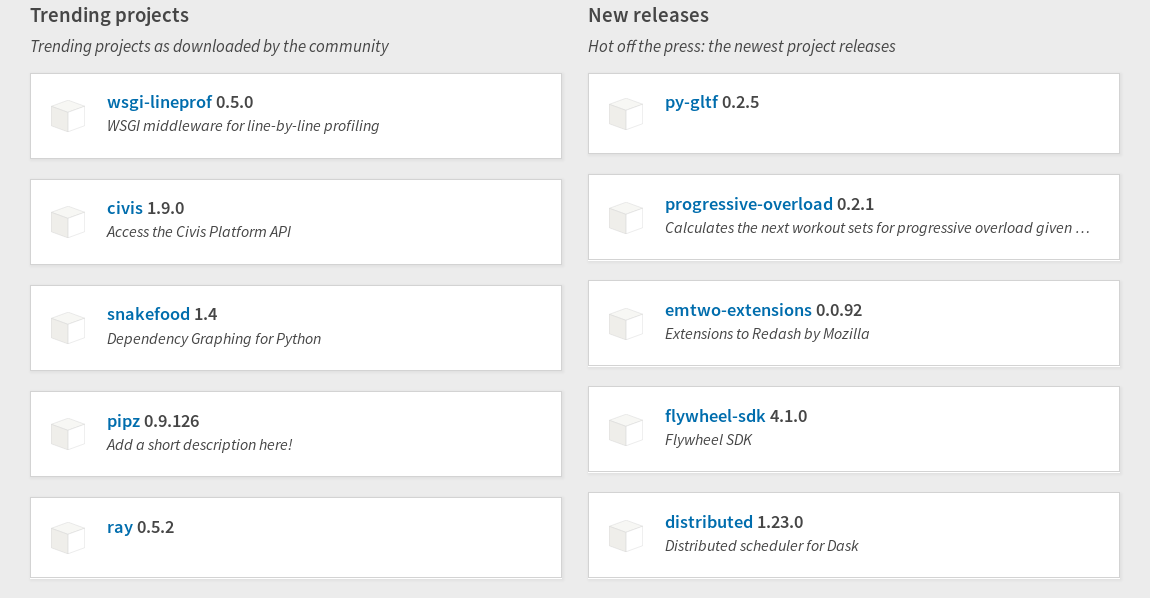 Trending projects
Trending projects as downloaded by the community
wsgi-lineprof 0.5.0
WSGI middleware for line-by-line profiling
civis 1.9.0
Access the Civis Platform API
snakefood 1.4
Dependency Graphing for Python
pipz 0.9.126
Add a short description here!
ray 0.5.2
New releases
Hot off the press: the newest project releases
py-gltf 0.2.5
progressive-overload 0.2.1
Calculates the next workout sets for progressive overload given …
emtwo-extensions 0.0.92
Extensions to Redash by Mozilla
flywheel-sdk 4.1.0
Flywheel SDK
distributed 1.23.0
Distributed scheduler for Dask